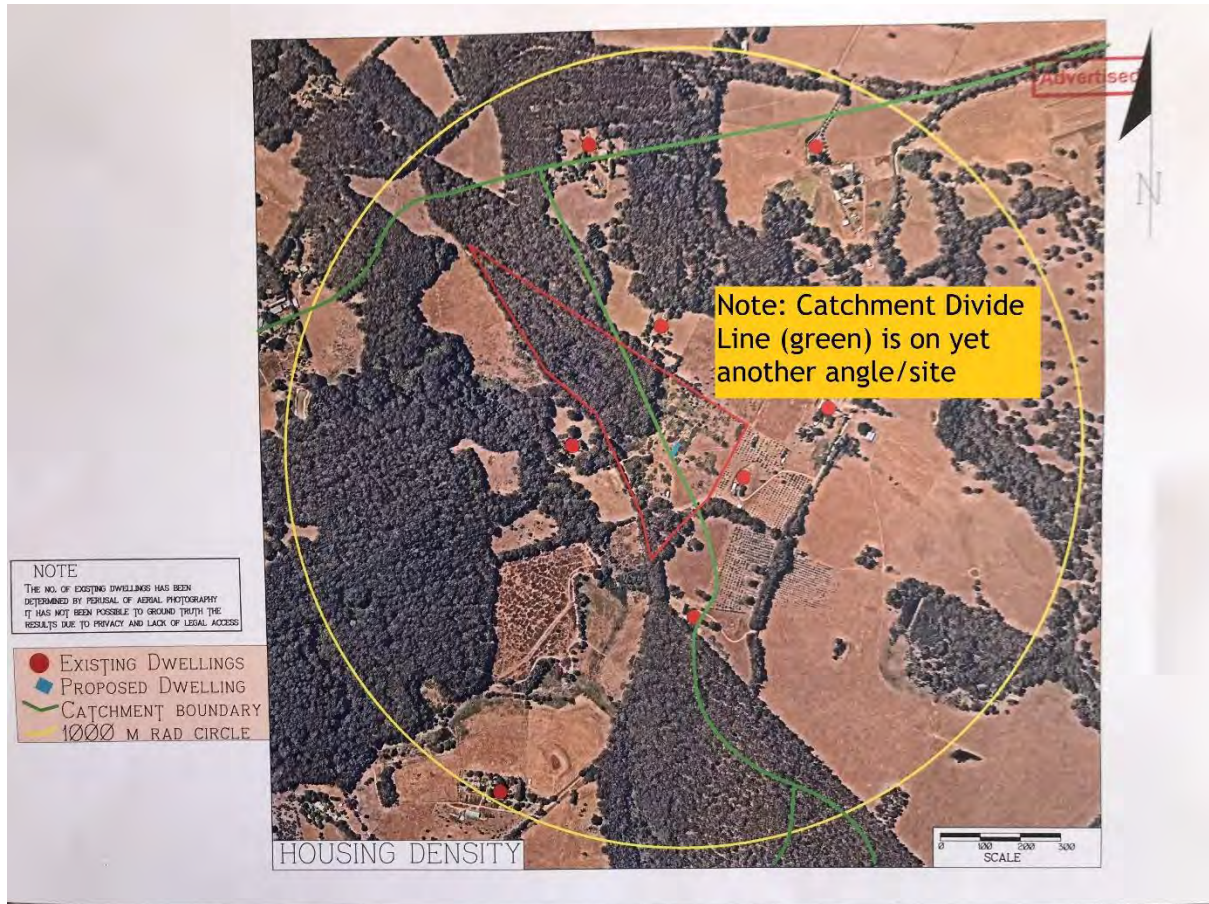 Advertised
N
Note: Catchment Divide
Line (green) is on yet
another angle/site
NOTE
THE NO. OF EXISTING DWELLINGS HAS BEEN
DETERMINED BY PERUSAL OF AERIAL PHOTOGRAPHY
IT HAS NOT BEEN POSSIBLE TO GROUND TRUTH THE
RESULTS DUE TO PRIVACY AND LACK OF LEGAL ACCESS
EXISTING DWELLINGS
PROPOSED DWELLING
CATCHMENT BOUNDARY
1000 M RAD CIRCLE
HOUSING DENSITY
0 100 200 300
SCALE